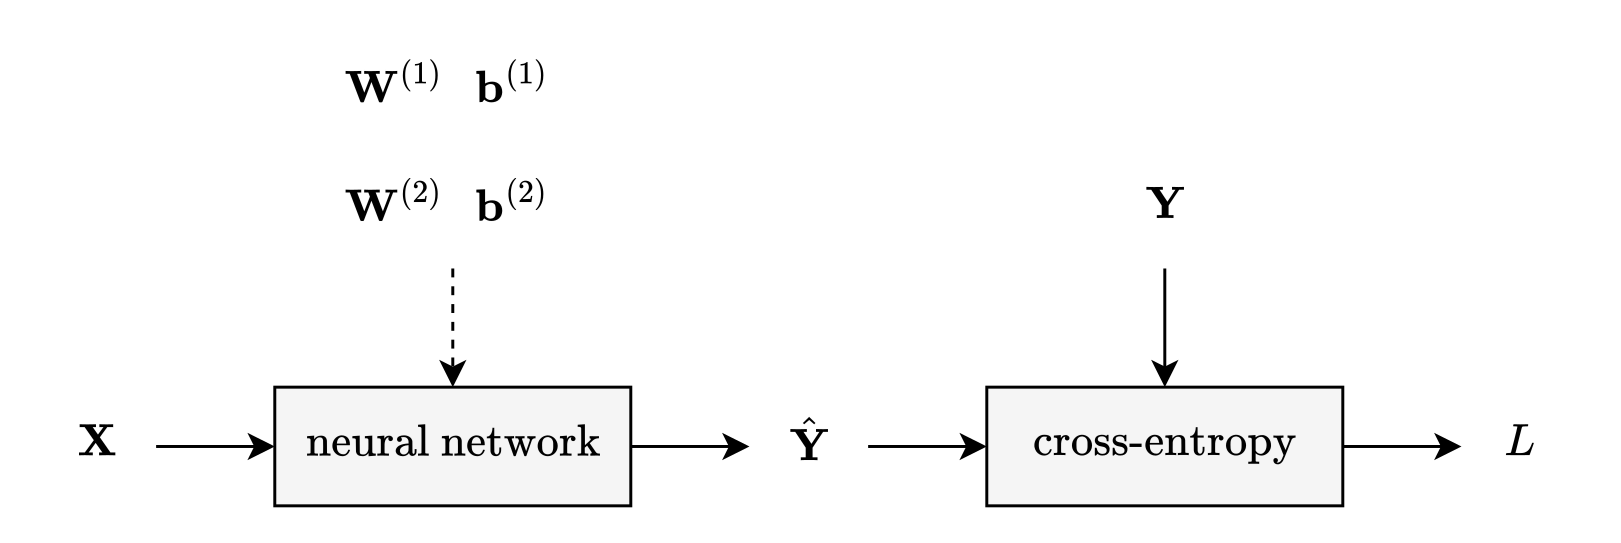 𝐖⁽¹⁾ 𝐛⁽¹⁾
𝐖⁽²⁾ 𝐛⁽²⁾
𝐘
𝐗 neural network 𝐘̂ cross-entropy 𝐿